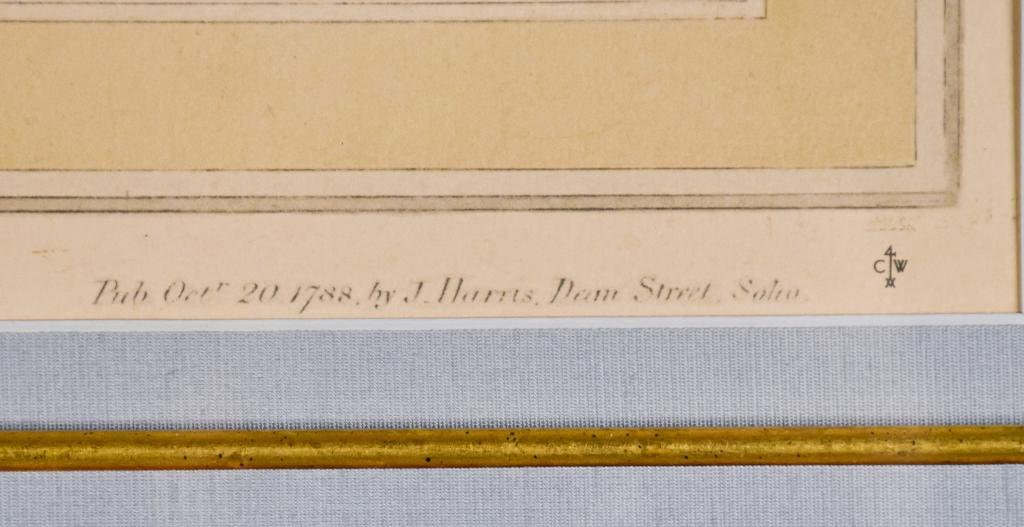 Pub. Octr 20 1788, by J. Harris, Dean Street, Soho.
C W